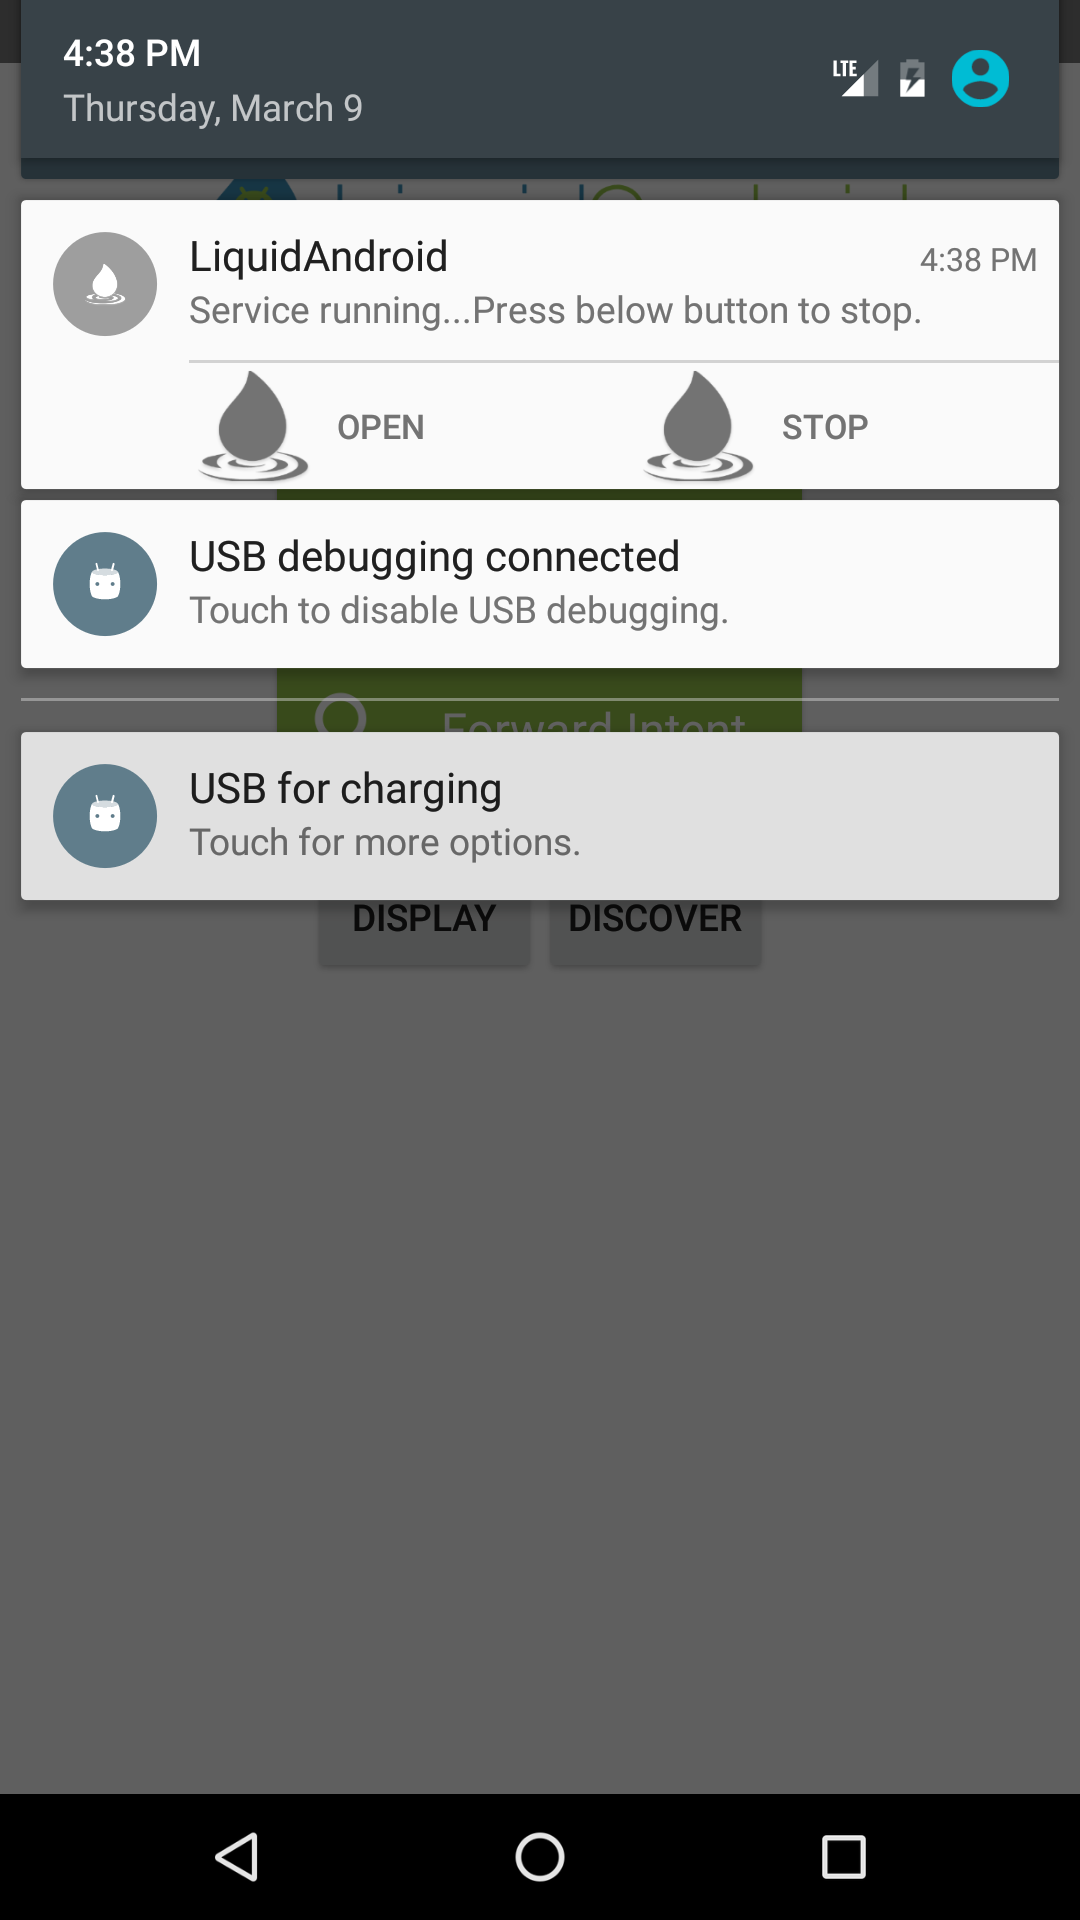 4:38 PM
LTE
Thursday, March 9
LiquidAndroid
4:38 PM
Service running...Press below button to stop.
OPEN
STOP
USB debugging connected
Touch to disable USB debugging.
Forward Intent
USB for charging
Touch for more options.
DISPLAY
DISCOVER